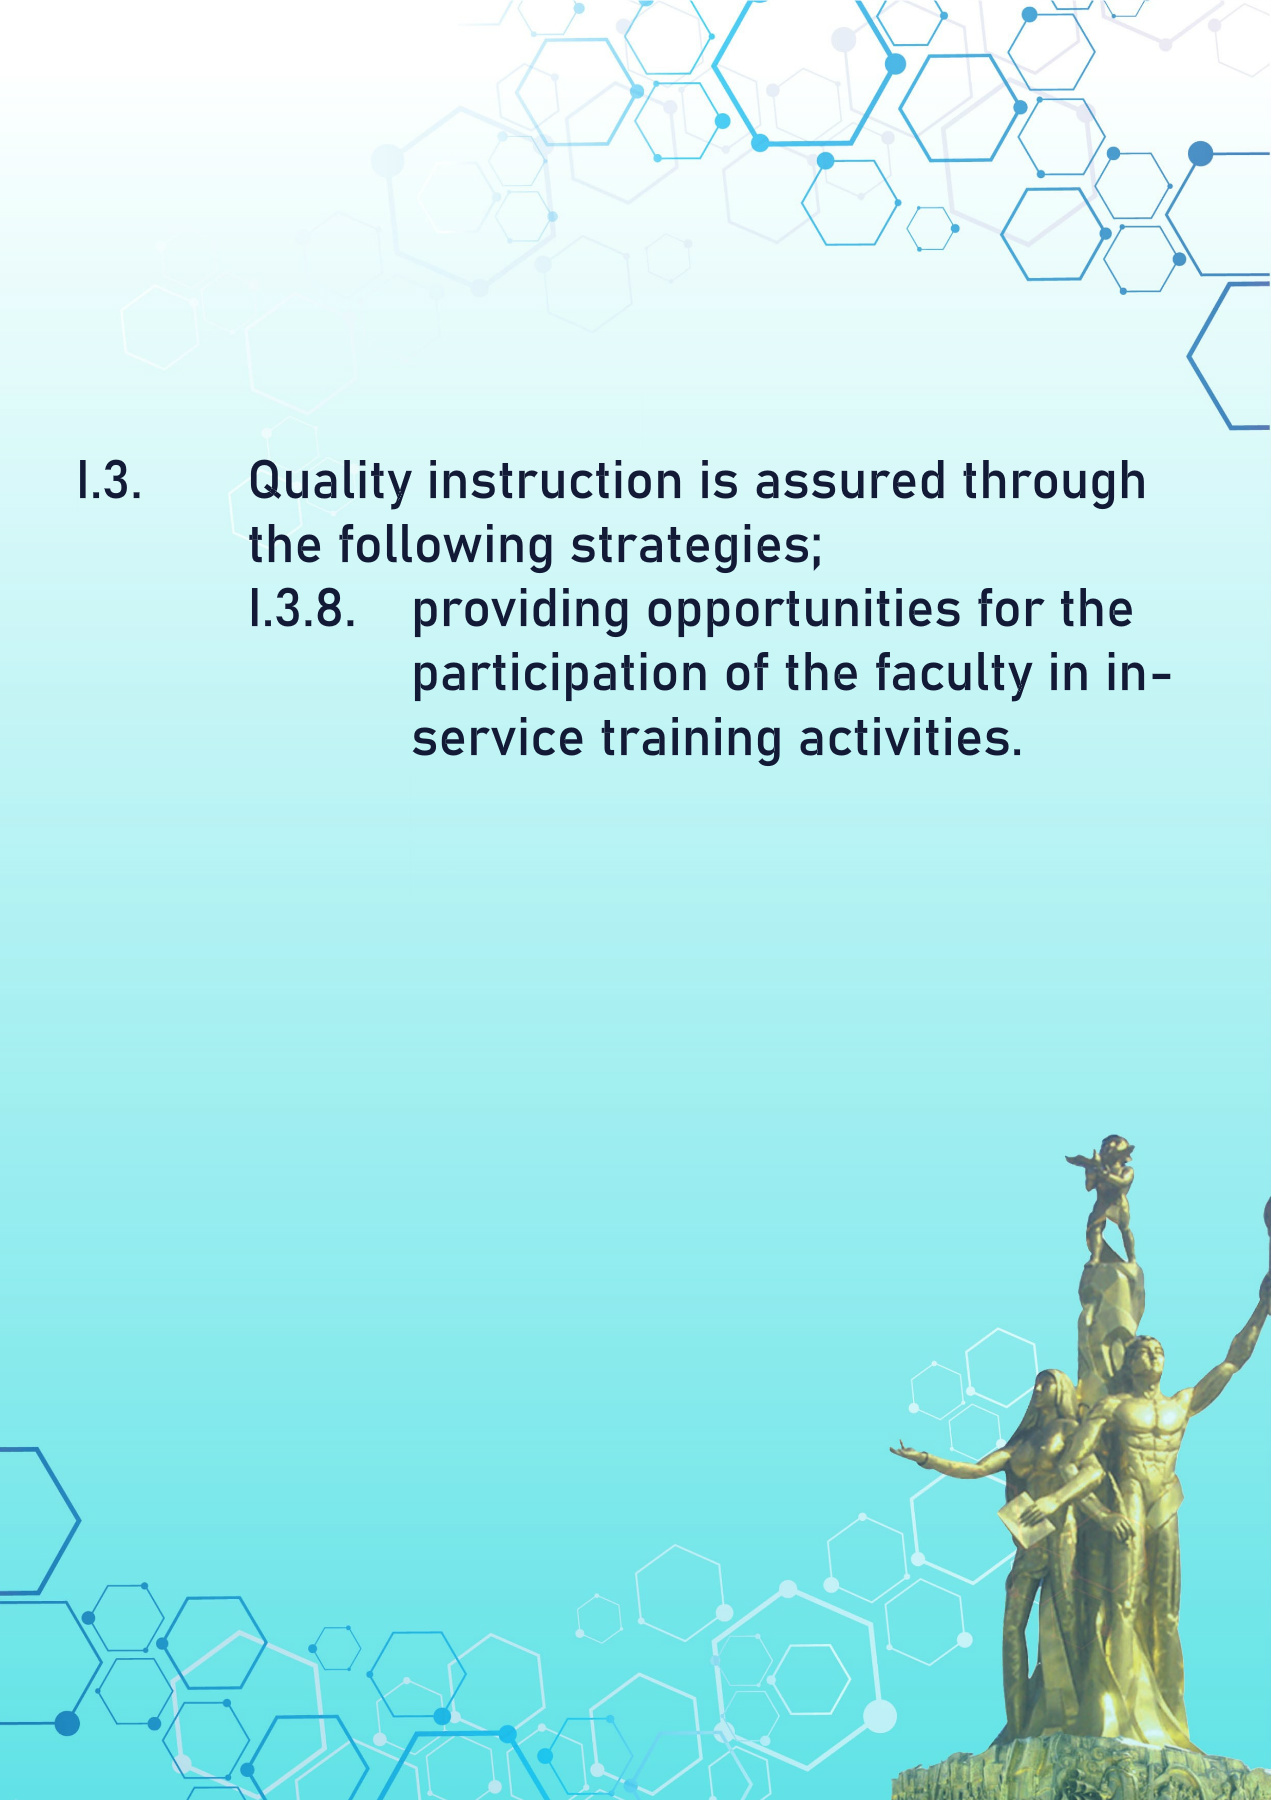 I.3. Quality instruction is assured through
the following strategies;
I.3.8. providing opportunities for the
participation of the faculty in in-
service training activities.